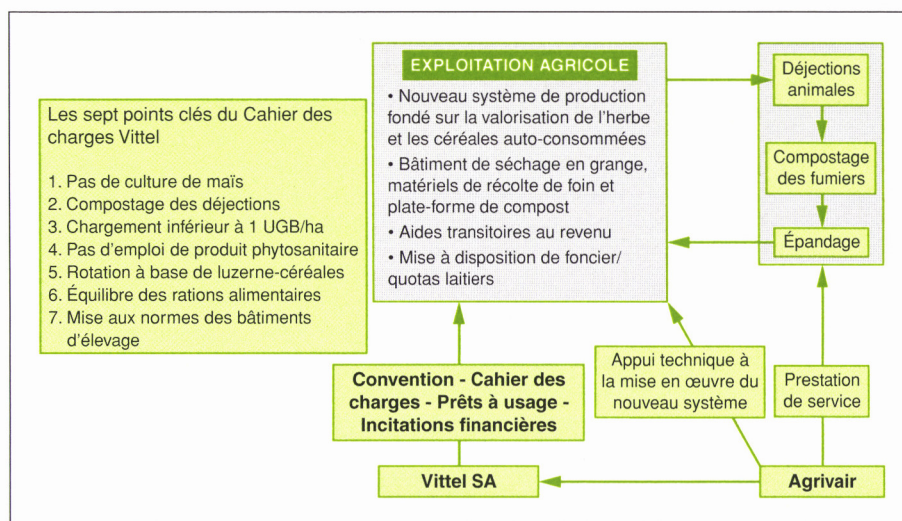 Les sept points clés du Cahier des
charges Vittel
1. Pas de culture de maïs
2. Compostage des déjections
3. Chargement inférieur à 1 UGB/ha
4. Pas d'emploi de produit phytosanitaire
5. Rotation à base de luzerne-céréales
6. Équilibre des rations alimentaires
7. Mise aux normes des bâtiments
d'élevage
EXPLOITATION AGRICOLE
• Nouveau système de production
fondé sur la valorisation de l'herbe
et les céréales auto-consommées
• Bâtiment de séchage en grange,
matériels de récolte de foin et
plate-forme de compost
• Aides transitoires au revenu
• Mise à disposition de foncier/
quotas laitiers
Déjections
animales
Compostage
des fumiers
Épandage
Convention - Cahier des
charges - Prêts à usage -
Incitations financières
Appui technique à
la mise en œuvre du
nouveau système
Prestation
de service
Vittel SA
Agrivair